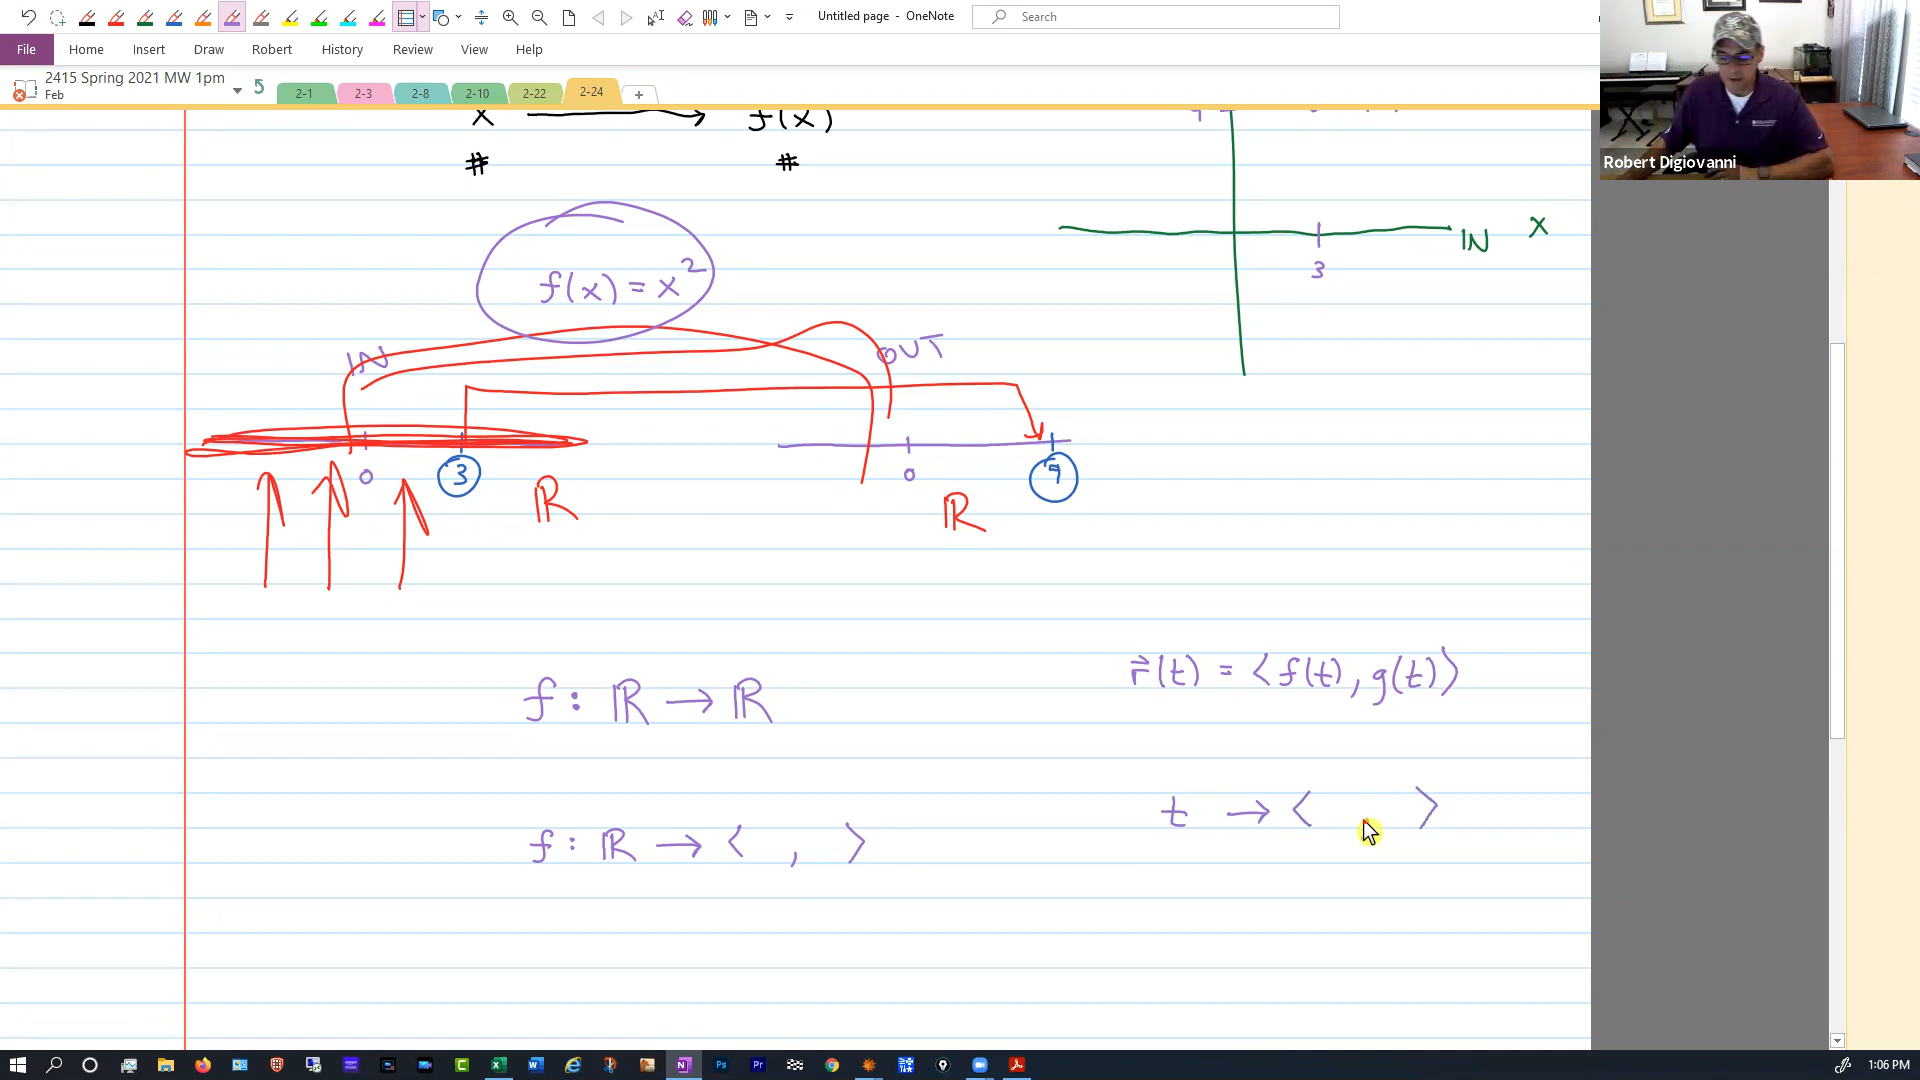 Untitled page - OneNote
Search
File Home Insert Draw Robert History Review View Help
2415 Spring 2021 MW 1pm
Feb
2-1 2-3 2-8 2-10 2-22 2-24
Robert Digiovanni
x → f(x)
# #
IN X
3
f(x) = x²
IN OUT
0 3 0 9
ℝ ℝ
r⃗(t) = ⟨f(t), g(t)⟩
f: ℝ → ℝ
t → ⟨ ⟩
f: ℝ → ⟨ , ⟩
1:06 PM